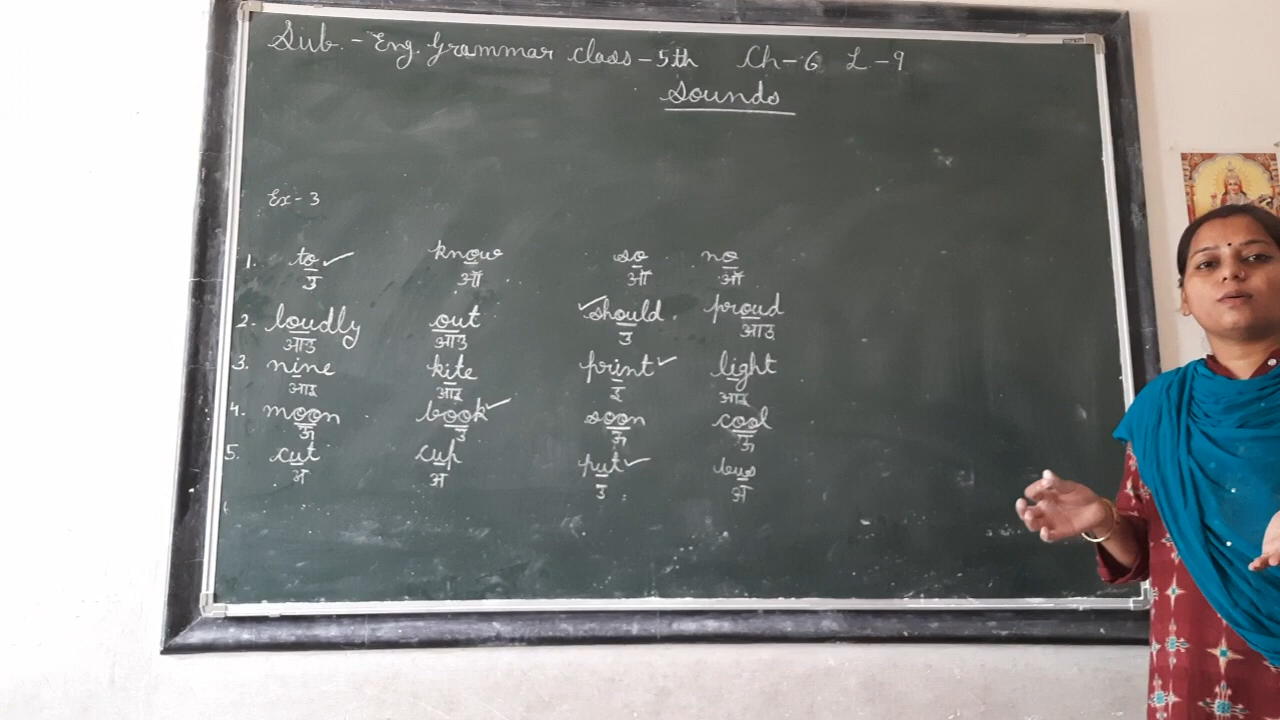 Sub. - Eng. Grammar Class - 5th Ch - 6 L - 9
Sounds
Ex - 3
1. to ✓ know so no
उ ऑ ऑ ऑ
2. loudly out ✓should. proud
आउ आउ उ आउ
3. nine kite print ✓ light
आइ आइ इ आइ
4. moon book ✓ soon cool
ऊ उ ऊ ऊ
5. cut cup put ✓ bus
अ अ उ अ